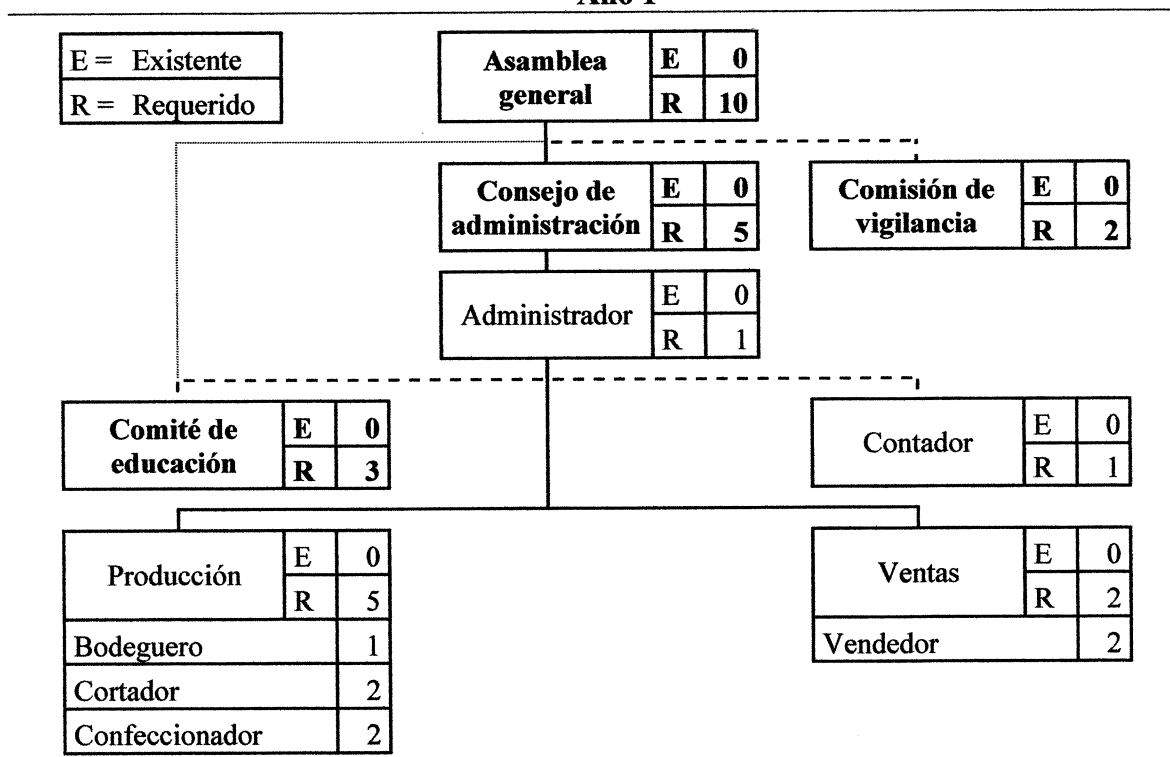 Año 1
E = Existente
R = Requerido
Asamblea general
E 0
R 10
Consejo de administración
E 0
R 5
Comisión de vigilancia
E 0
R 2
Administrador
E 0
R 1
Comité de educación
E 0
R 3
Contador
E 0
R 1
Producción
E 0
R 5
Bodeguero 1
Cortador 2
Confeccionador 2
Ventas
E 0
R 2
Vendedor 2